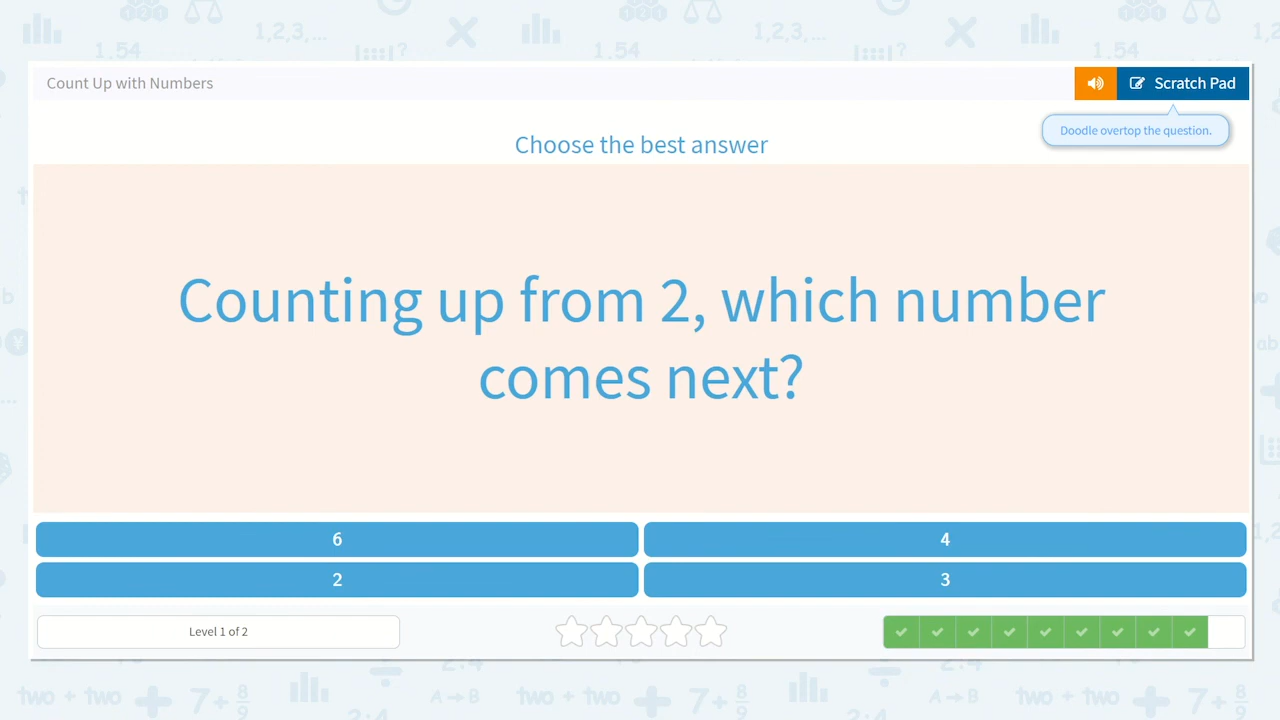 Count Up with Numbers
Scratch Pad
Doodle overtop the question.
Choose the best answer
Counting up from 2, which number
comes next?
6
4
2
3
Level 1 of 2